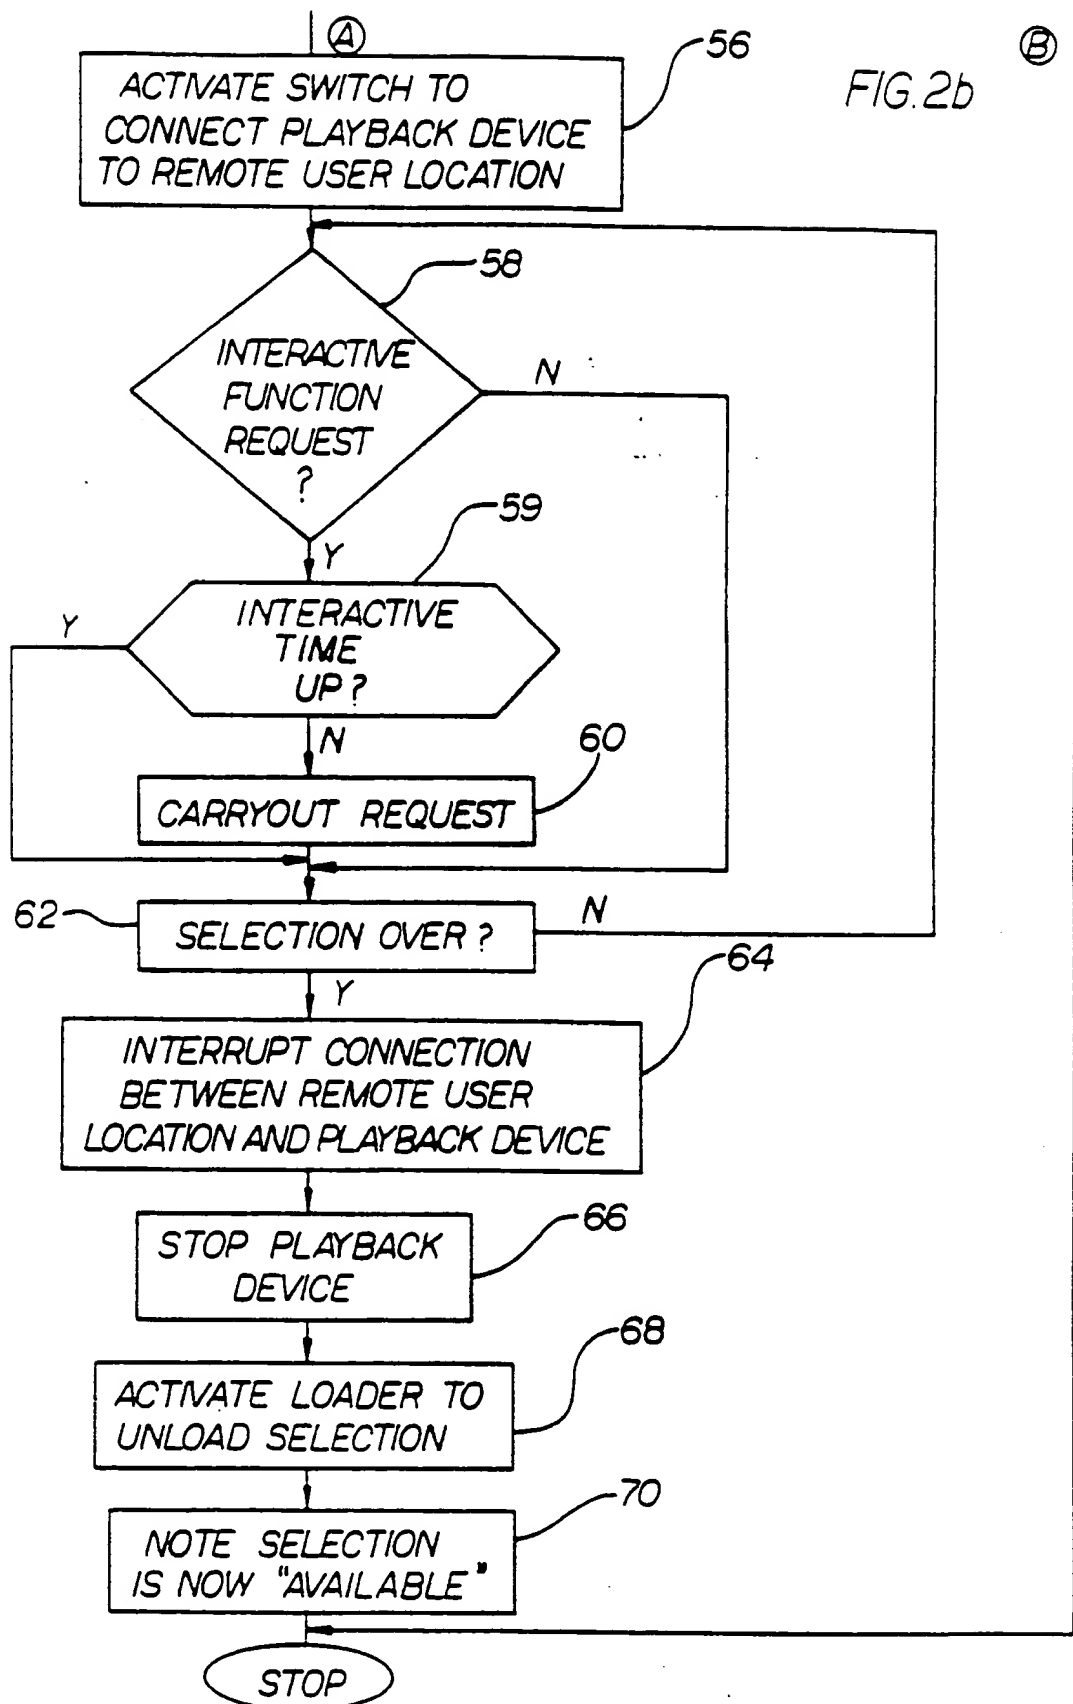 A
B
56
FIG. 2b
ACTIVATE SWITCH TO
CONNECT PLAYBACK DEVICE
TO REMOTE USER LOCATION
58
INTERACTIVE
FUNCTION
REQUEST
?
N
59
Y
INTERACTIVE
TIME
UP?
Y
N
60
CARRYOUT REQUEST
62
SELECTION OVER?
N
64
Y
INTERRUPT CONNECTION
BETWEEN REMOTE USER
LOCATION AND PLAYBACK DEVICE
66
STOP PLAYBACK
DEVICE
68
ACTIVATE LOADER TO
UNLOAD SELECTION
70
NOTE SELECTION
IS NOW "AVAILABLE"
STOP